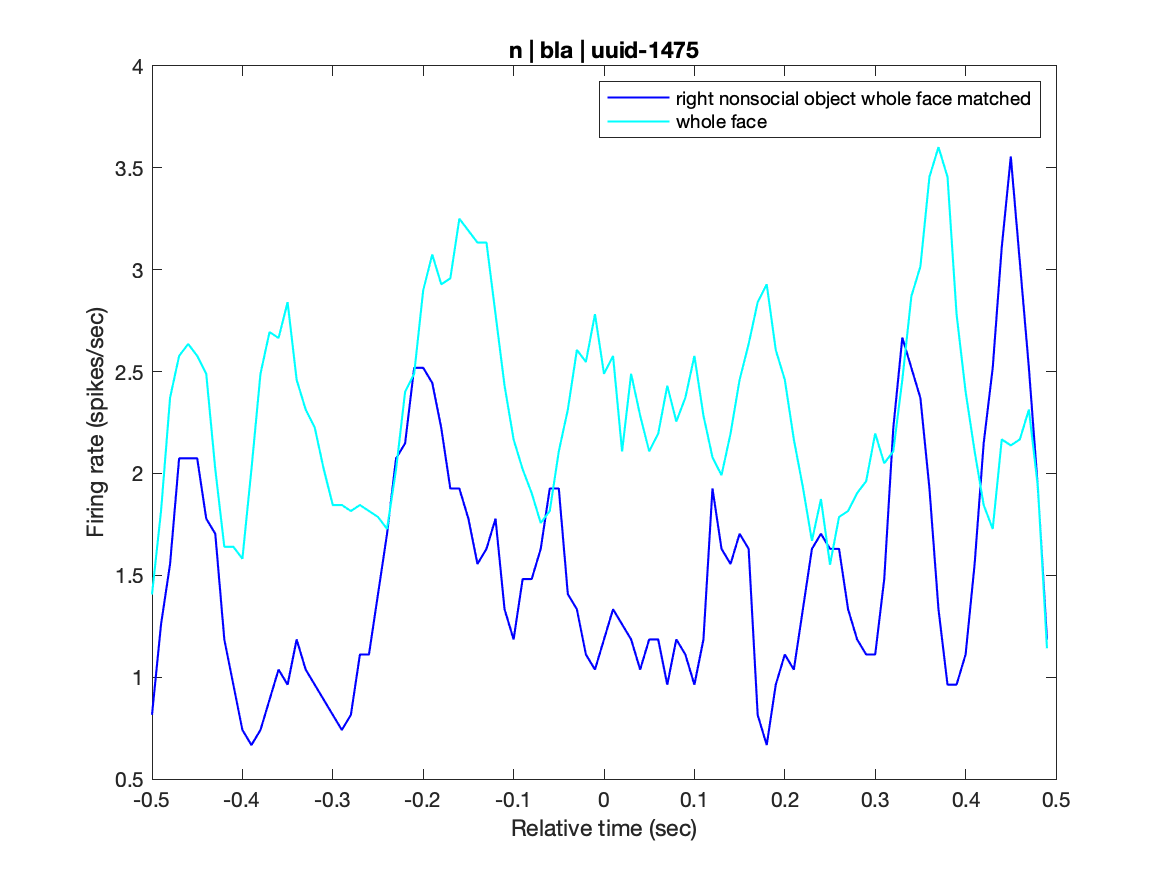 n | bla | uuid-1475
right nonsocial object whole face matched
whole face
4
3.5
3
2.5
2
1.5
1
0.5
Firing rate (spikes/sec)
-0.5 -0.4 -0.3 -0.2 -0.1 0 0.1 0.2 0.3 0.4 0.5
Relative time (sec)